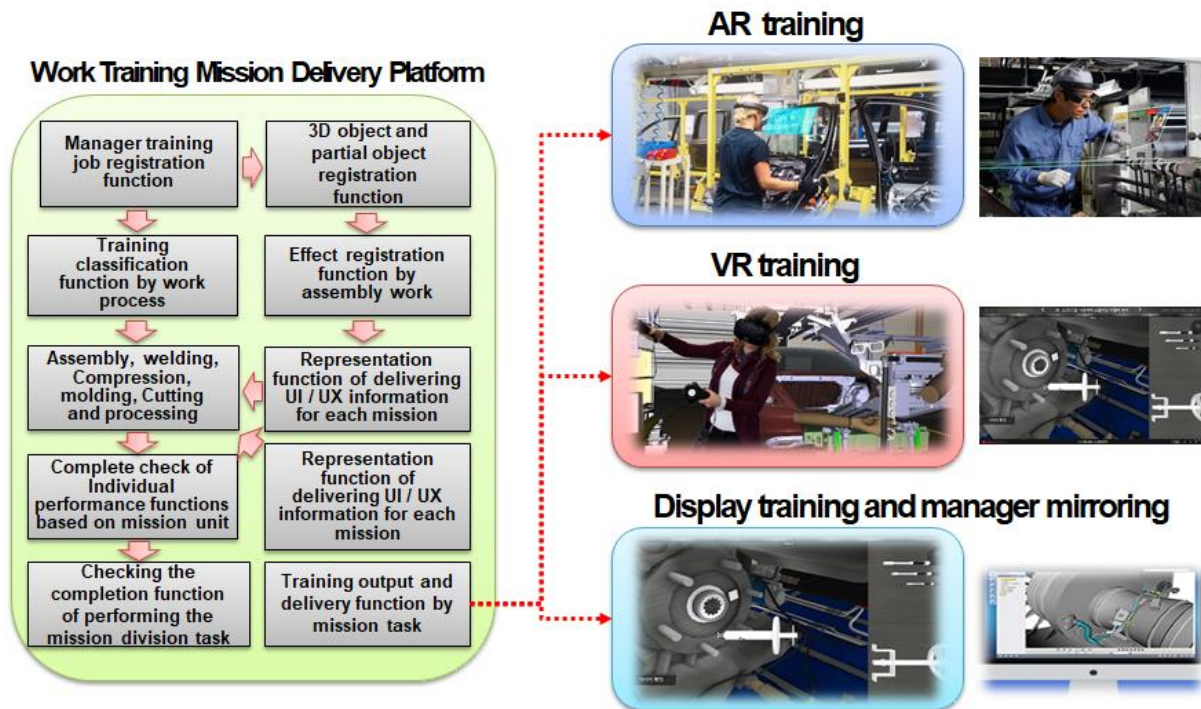 AR training
Work Training Mission Delivery Platform
Manager training
job registration
function
3D object and
partial object
registration
function
Training
classification
function by work
process
Effect registration
function by
assembly work
Assembly, welding,
Compression,
molding, Cutting
and processing
Representation
function of delivering
UI / UX information
for each mission
Complete check of
Individual
performance functions
based on mission unit
Representation
function of
delivering UI / UX
information for each
mission
Checking the
completion function
of performing the
mission division task
Training output and
delivery function by
mission task
VR training
Display training and manager mirroring